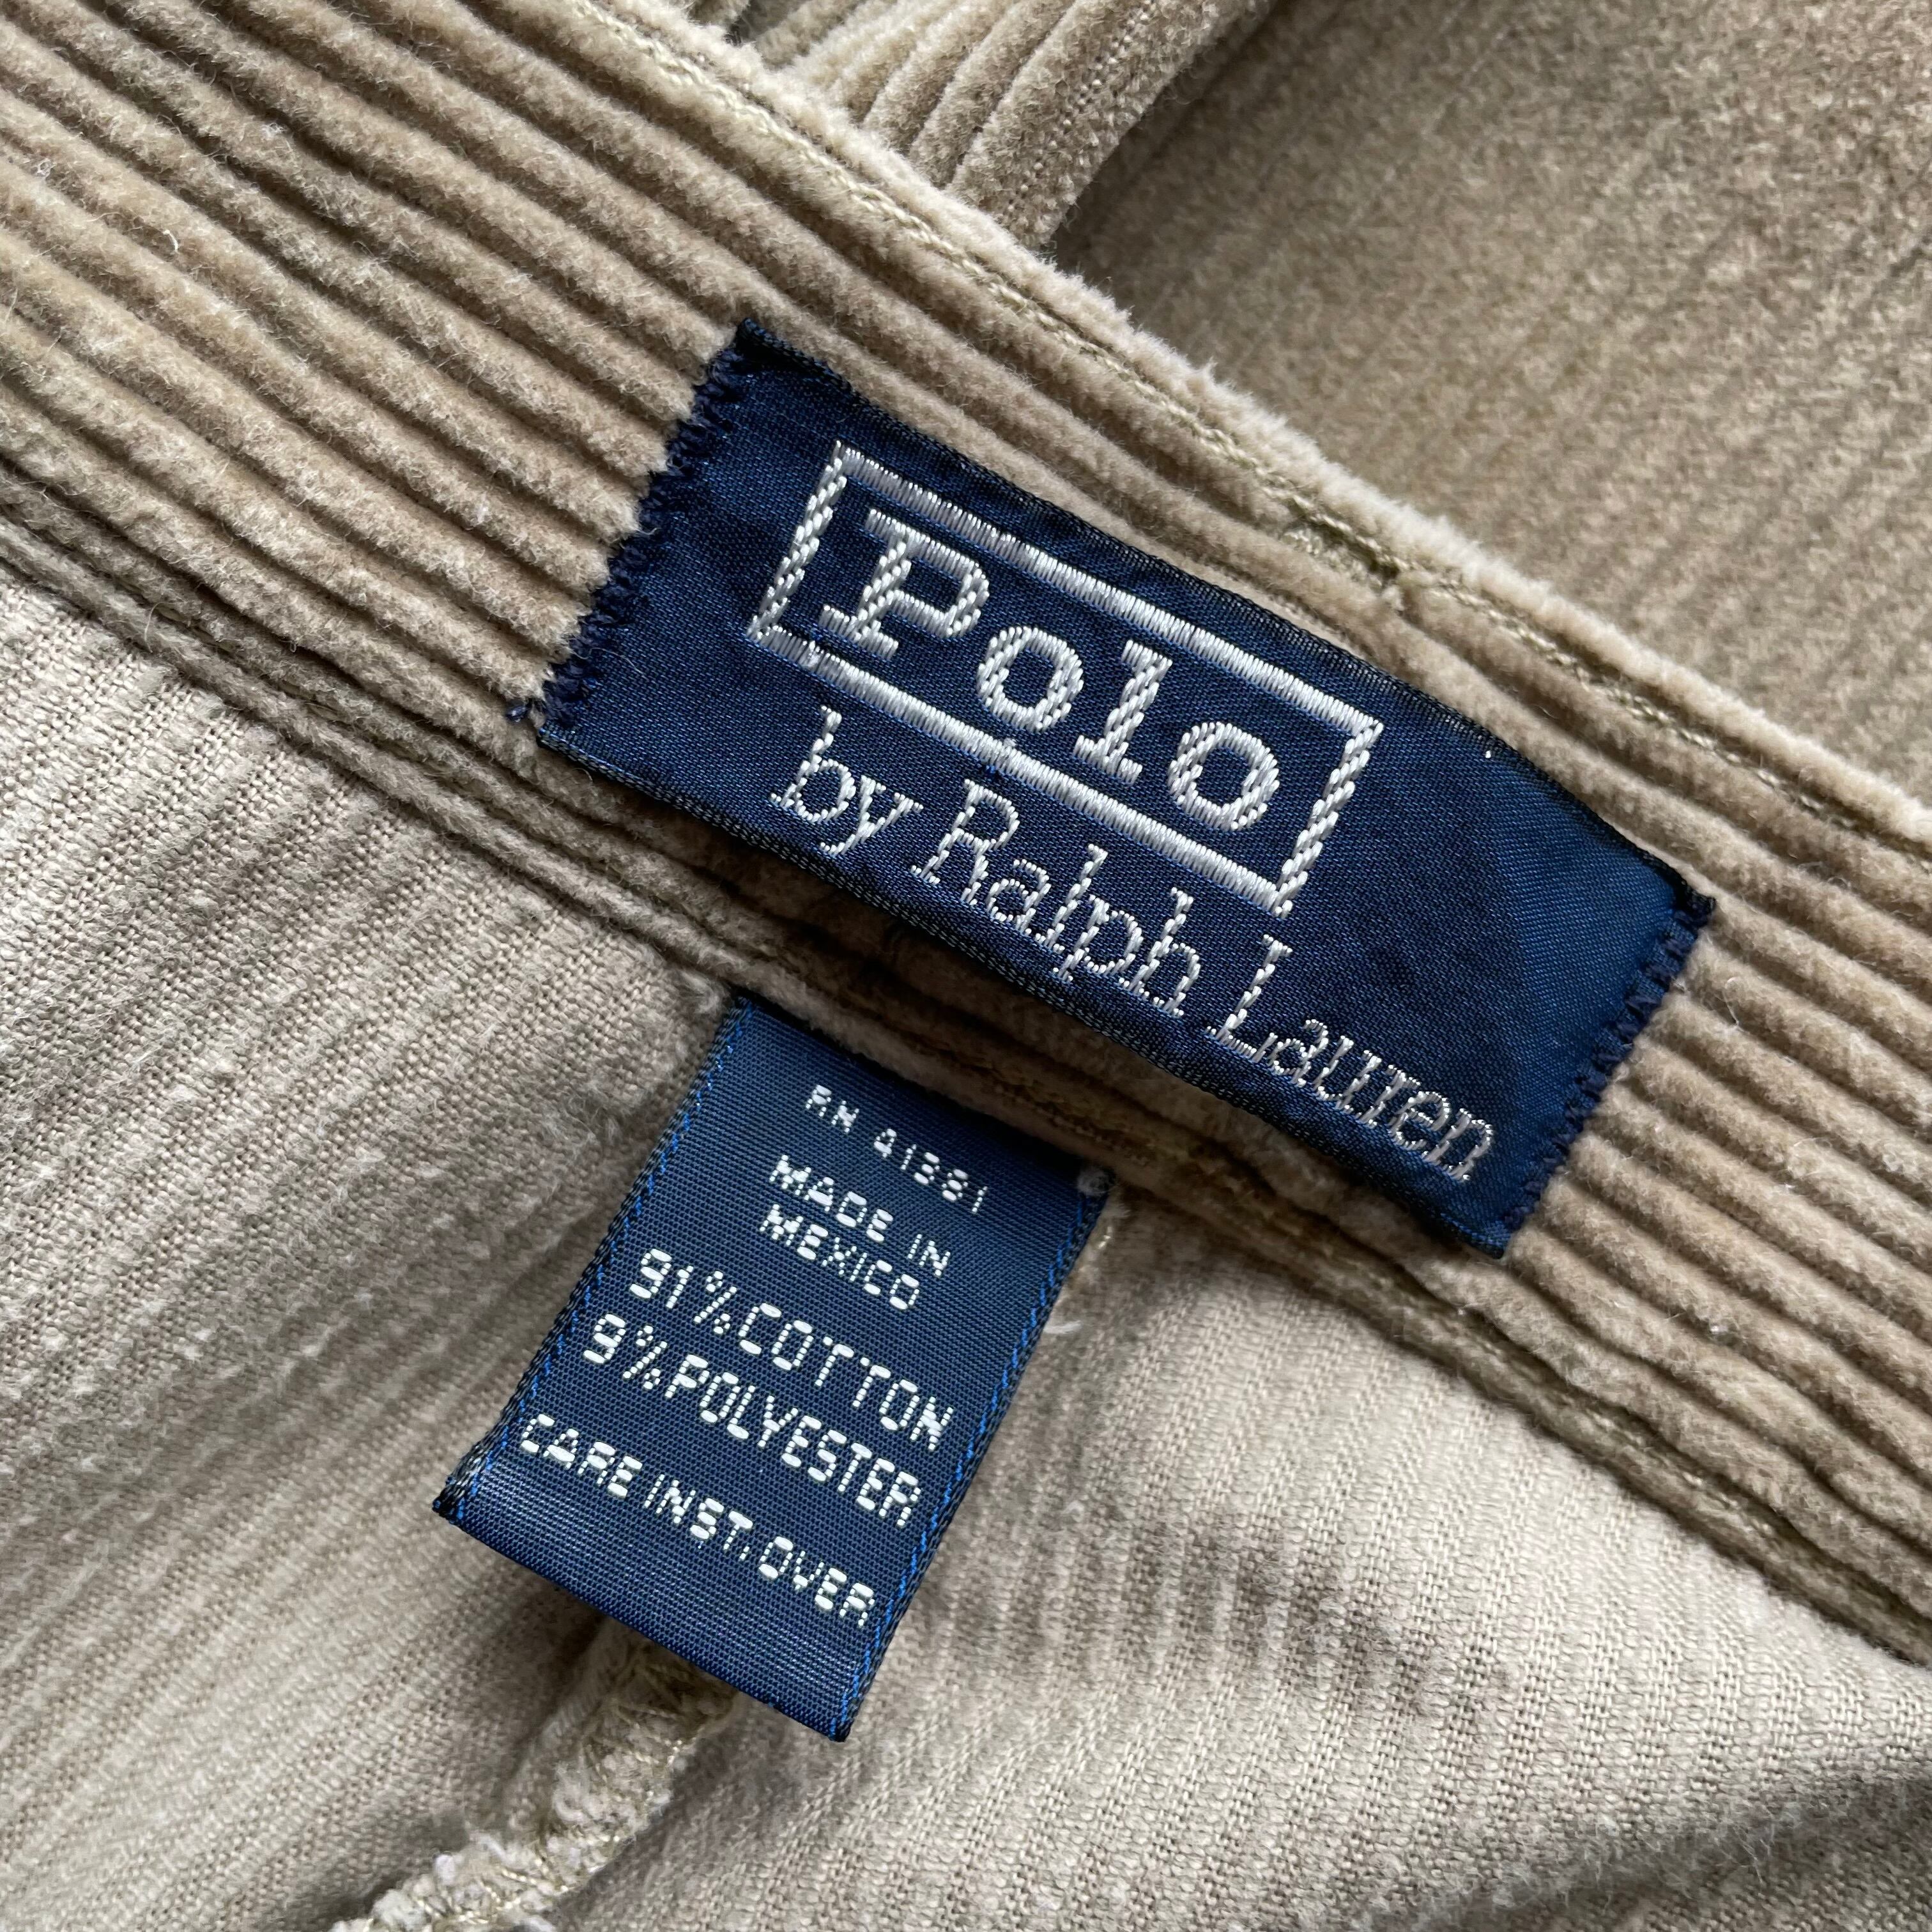 Polo
by Ralph Lauren
RN 41381
MADE IN
MEXICO
91%COTTON
9%POLYESTER
CARE INST.OVER